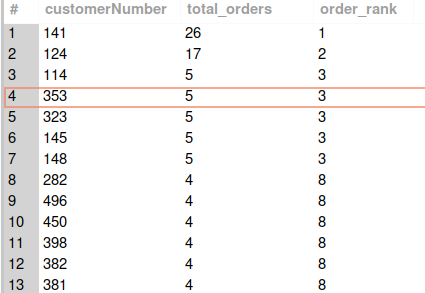 # customerNumber total_orders order_rank
1 141 26 1
2 124 17 2
3 114 5 3
4 353 5 3
5 323 5 3
6 145 5 3
7 148 5 3
8 282 4 8
9 496 4 8
10 450 4 8
11 398 4 8
12 382 4 8
13 381 4 8